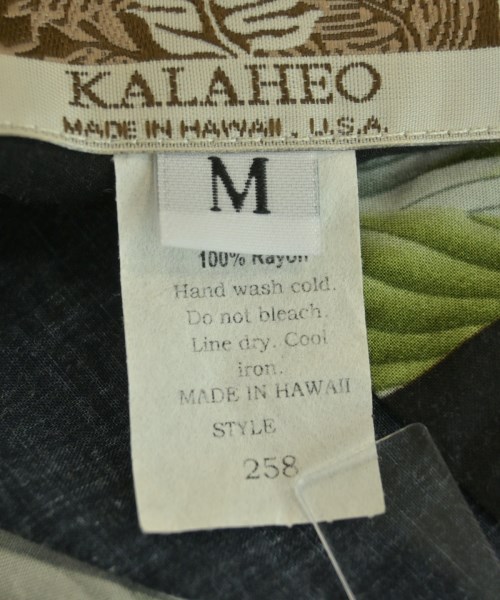 KALAHEO
MADE IN HAWAII, U.S.A.
M
100% Rayon
Hand wash cold.
Do not bleach.
Line dry. Cool
iron.
MADE IN HAWAII
STYLE
258